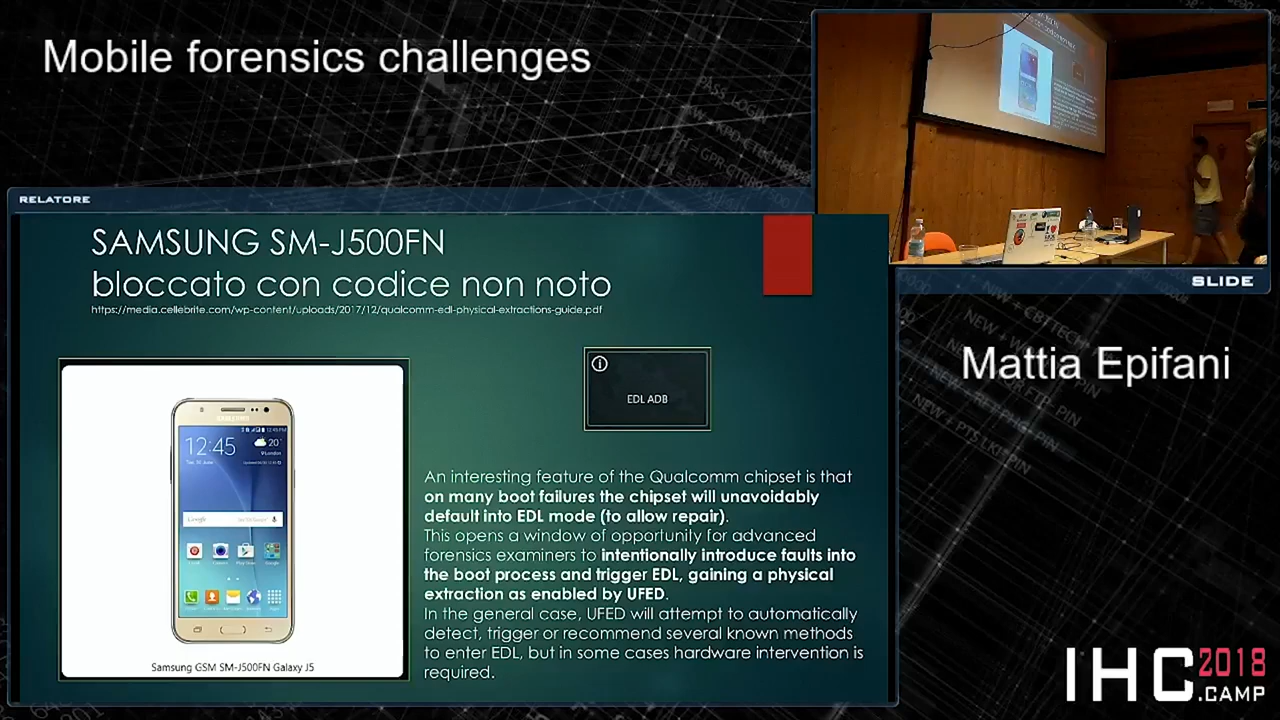 Mobile forensics challenges
RELATORE
SAMSUNG SM-J500FN
bloccato con codice non noto
https://media.cellebrite.com/wp-content/uploads/2017/12/qualcomm-edl-physical-extractions-guide.pdf
SAMSUNG
12:45
20°
Google
Samsung GSM SM-J500FN Galaxy J5
EDL ADB
An interesting feature of the Qualcomm chipset is that
on many boot failures the chipset will unavoidably
default into EDL mode (to allow repair).
This opens a window of opportunity for advanced
forensics examiners to intentionally introduce faults into
the boot process and trigger EDL, gaining a physical
extraction as enabled by UFED.
In the general case, UFED will attempt to automatically
detect, trigger or recommend several known methods
to enter EDL, but in some cases hardware intervention is
required.
SLIDE
Mattia Epifani
IHC 2018
.CAMP